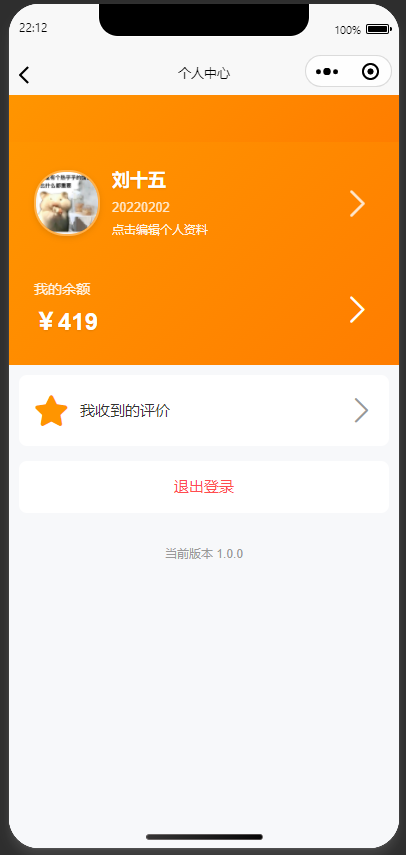 22:12
100%
个人中心
刘十五
20220202
点击编辑个人资料
我的余额
￥419
我收到的评价
退出登录
当前版本 1.0.0